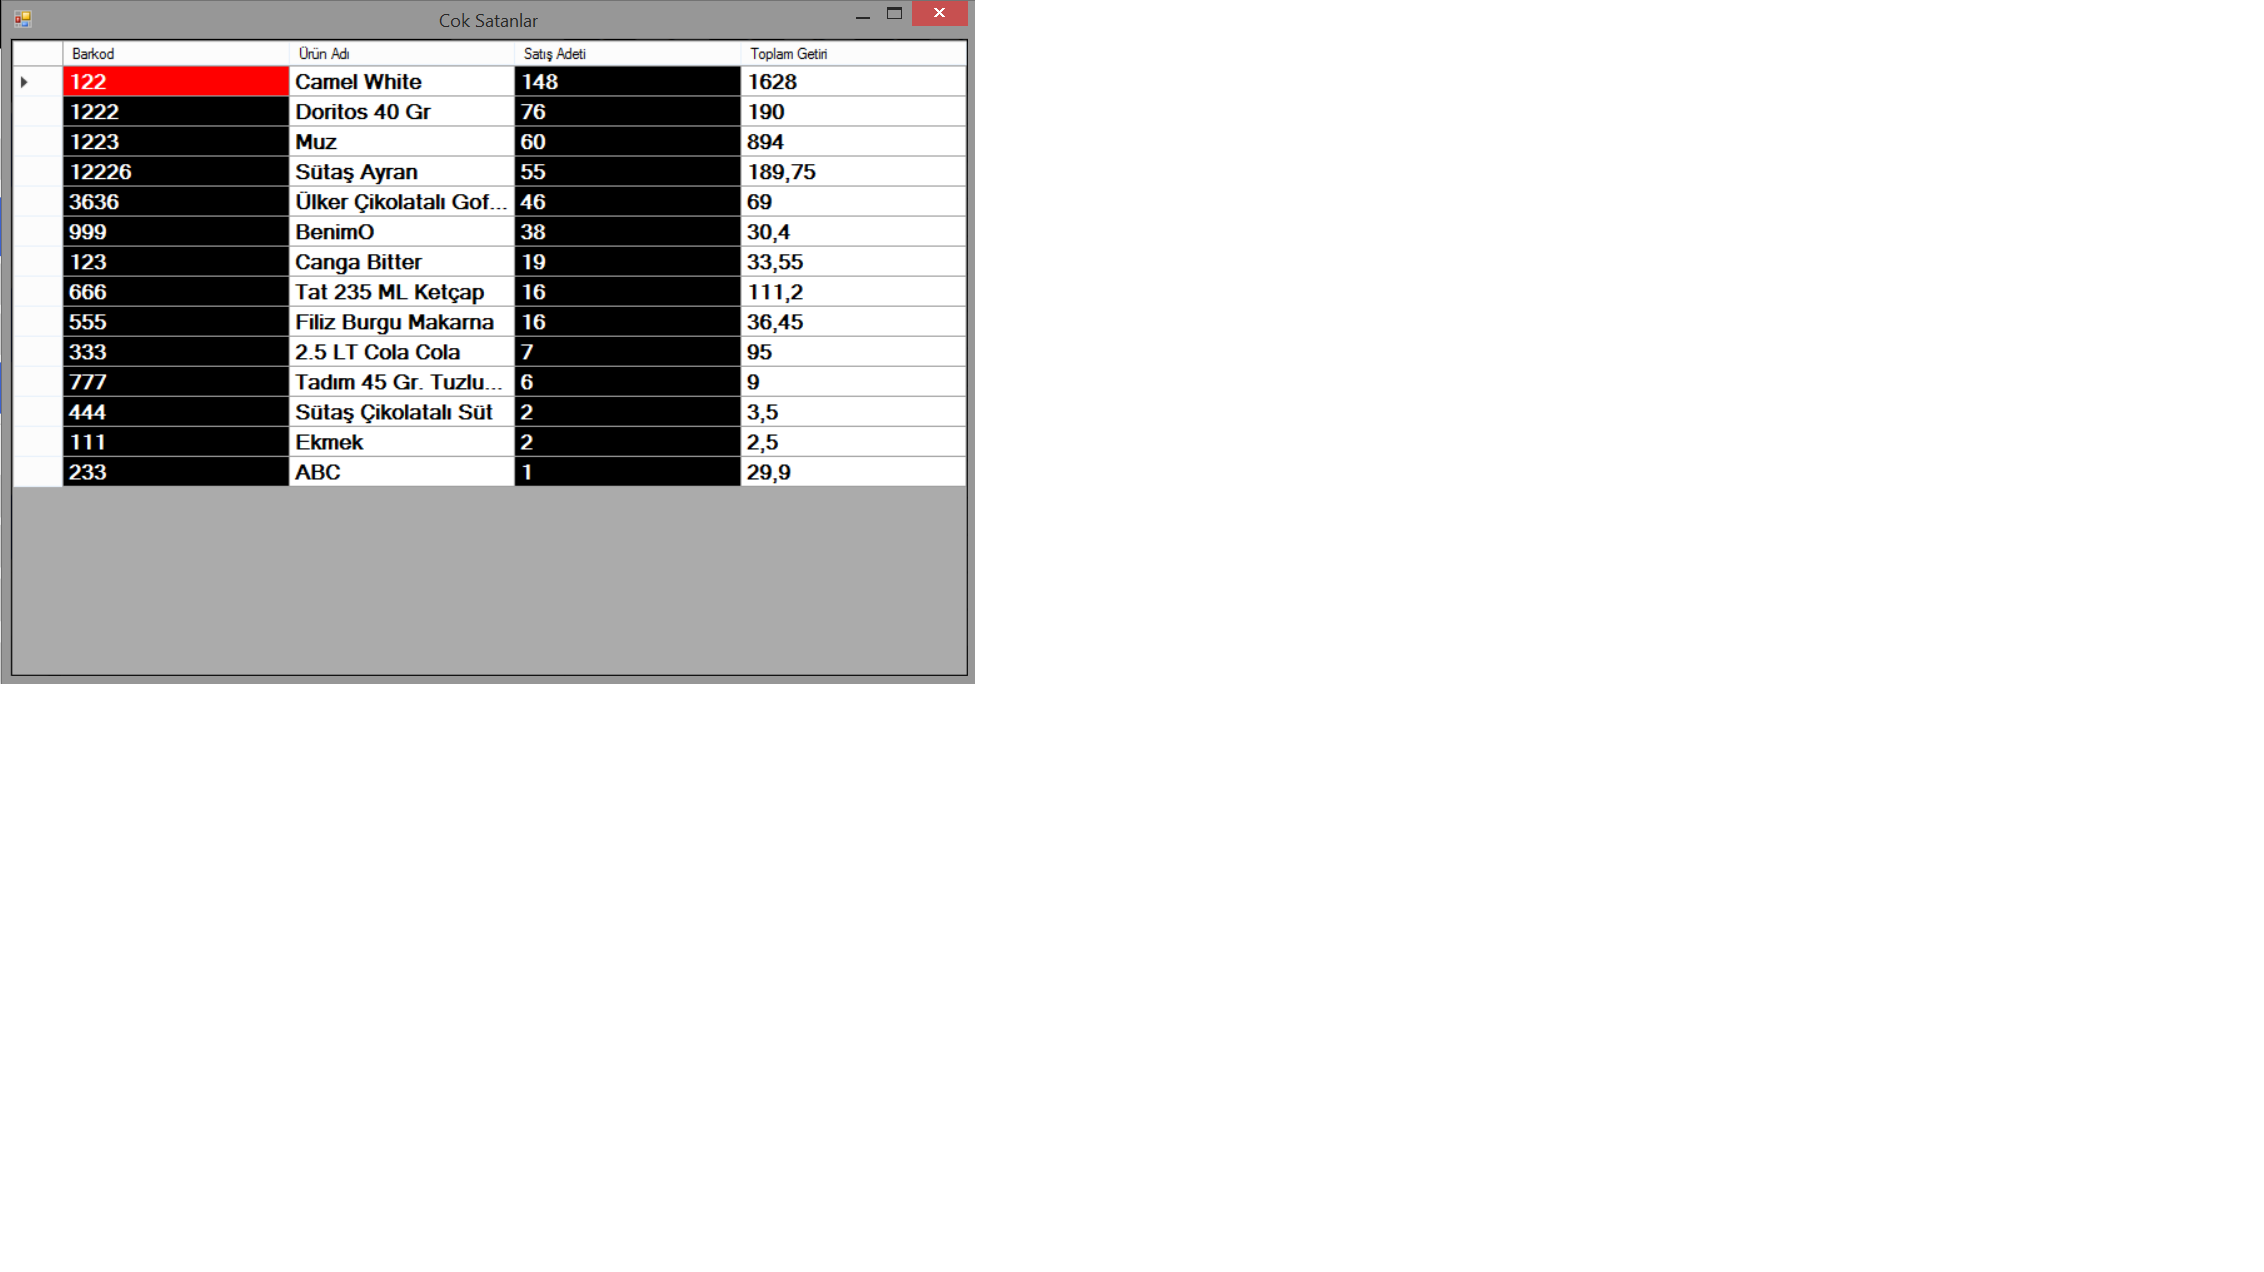 Cok Satanlar
Barkod Ürün Adı Satış Adeti Toplam Getiri
122 Camel White 148 1628
1222 Doritos 40 Gr 76 190
1223 Muz 60 894
12226 Sütaş Ayran 55 189,75
3636 Ülker Çikolatalı Gof... 46 69
999 BenimO 38 30,4
123 Canga Bitter 19 33,55
666 Tat 235 ML Ketçap 16 111,2
555 Filiz Burgu Makarna 16 36,45
333 2.5 LT Cola Cola 7 95
777 Tadım 45 Gr. Tuzlu... 6 9
444 Sütaş Çikolatalı Süt 2 3,5
111 Ekmek 2 2,5
233 ABC 1 29,9